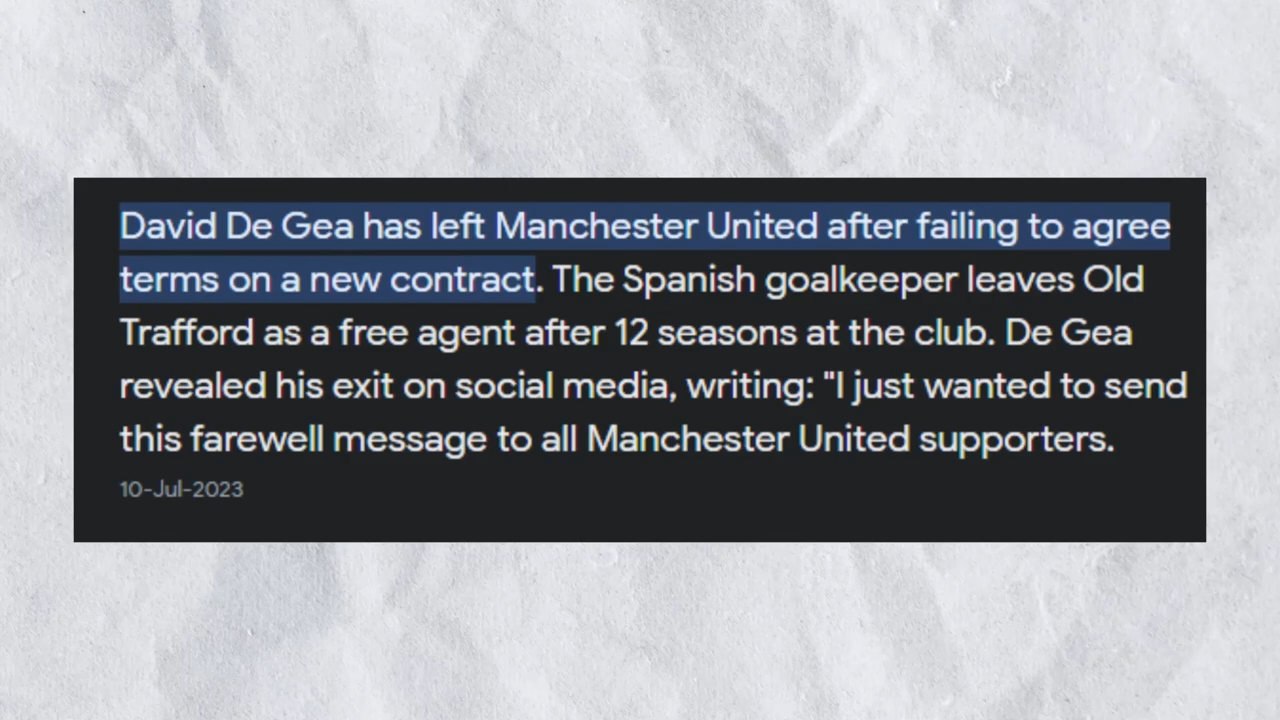 David De Gea has left Manchester United after failing to agree
terms on a new contract. The Spanish goalkeeper leaves Old
Trafford as a free agent after 12 seasons at the club. De Gea
revealed his exit on social media, writing: "I just wanted to send
this farewell message to all Manchester United supporters.
10-Jul-2023